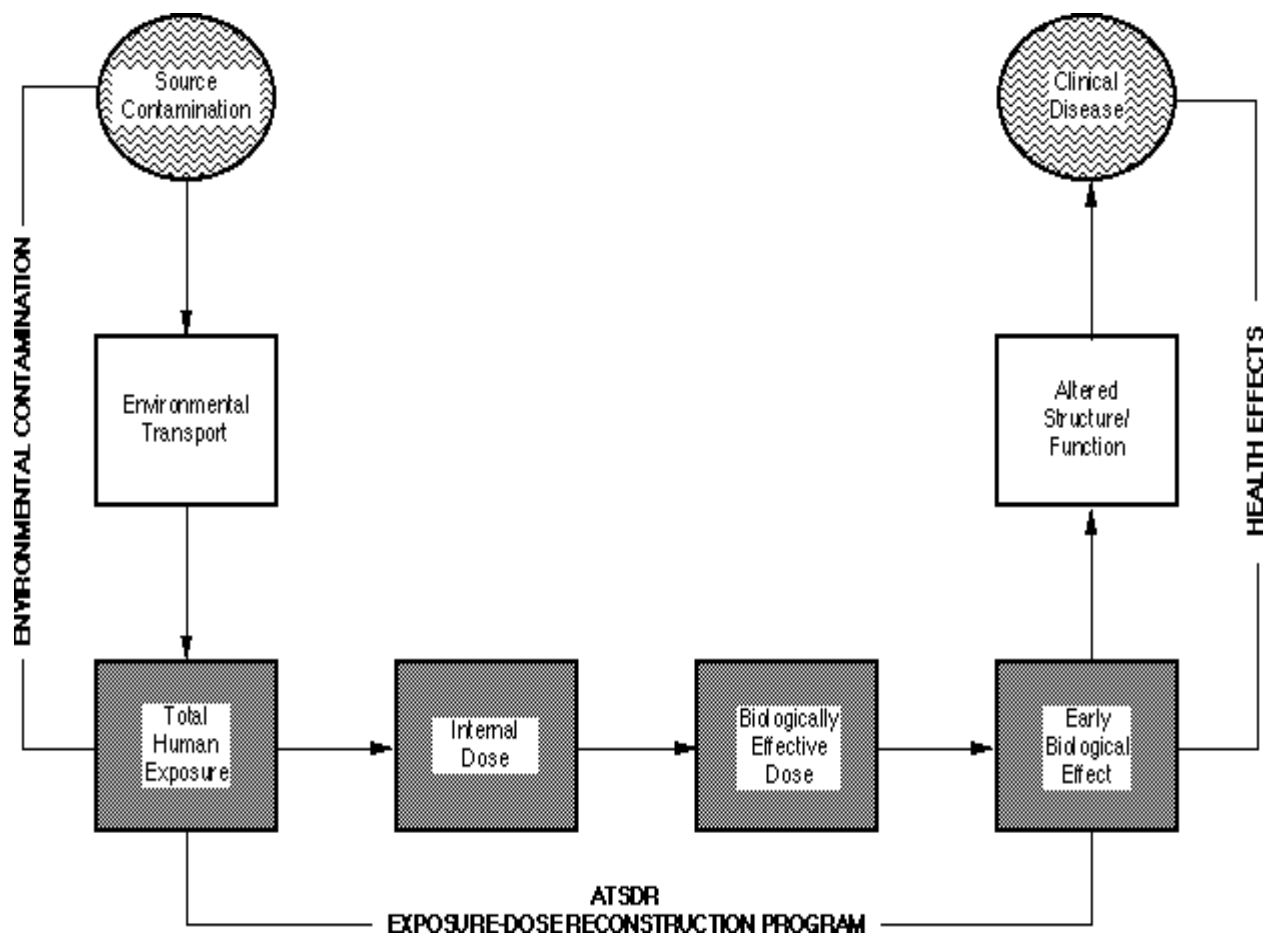 Source
Contamination
Clinical
Disease
ENVIRONMENTAL CONTAMINATION
Environmental
Transport
Altered
Structure/
Function
HEALTH EFFECTS
Total
Human
Exposure
Internal
Dose
Biologically
Effective
Dose
Early
Biological
Effect
ATSDR
EXPOSURE-DOSE RECONSTRUCTION PROGRAM